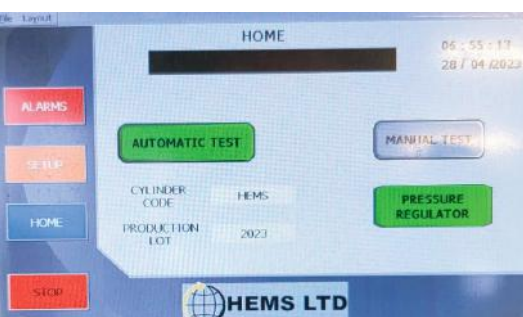 File Layout
HOME
06 : 55 : 13
28 / 04 /2023
ALARMS
AUTOMATIC TEST
MANUAL TEST
SETUP
CYLINDER
CODE
HEMS
PRESSURE
REGULATOR
HOME
PRODUCTION
LOT
2023
STOP
HEMS LTD